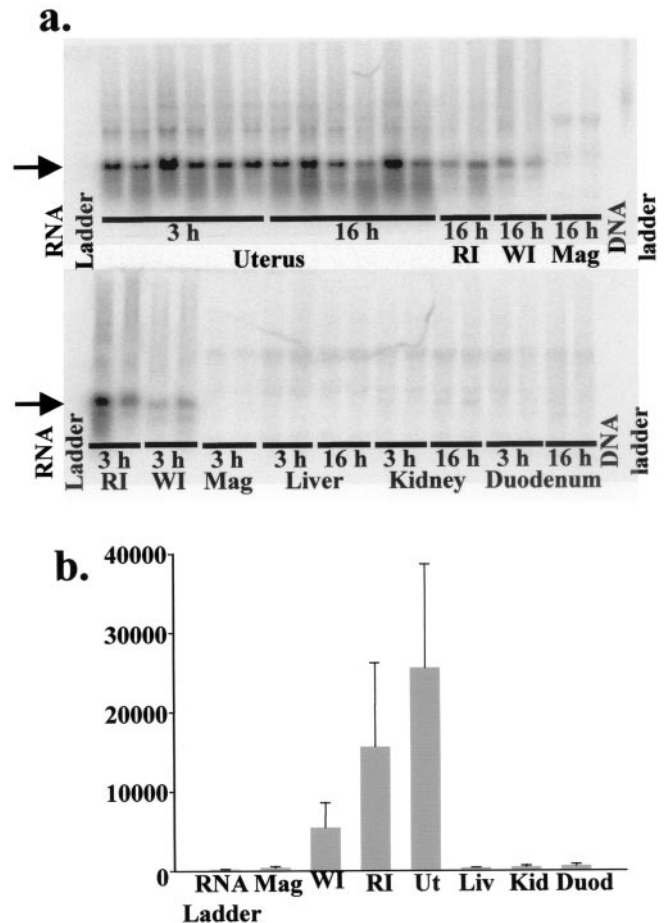 a.
RNA
Ladder
3 h 16 h 16 h 16 h 16 h
Uterus RI WI Mag
DNA
ladder
RNA
Ladder
3 h 3 h 3 h 3 h 16 h 3 h 16 h 3 h 16 h
RI WI Mag Liver Kidney Duodenum
DNA
ladder
b.
40000
30000
20000
10000
0
RNA Mag WI RI Ut Liv Kid Duod
Ladder